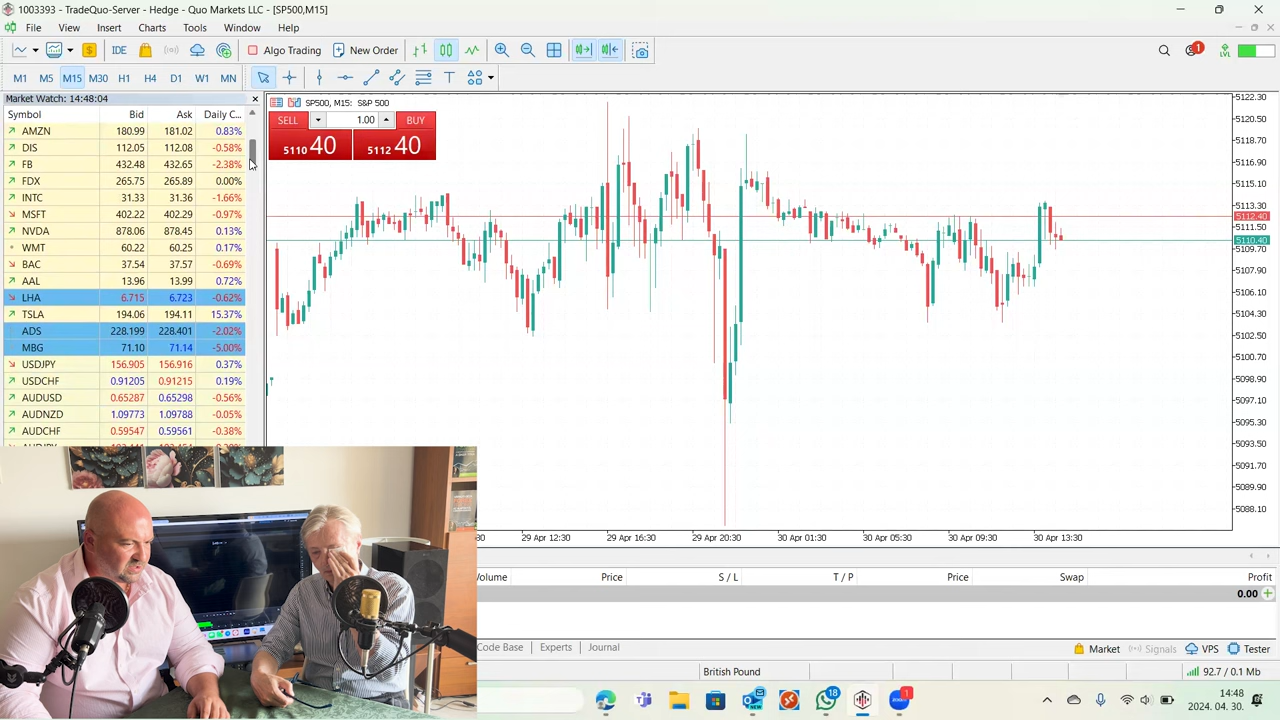 1003393 - TradeQuo-Server - Hedge - Quo Markets LLC - [SP500,M15]
File View Insert Charts Tools Window Help
IDE Algo Trading New Order 1 LVL
M1 M5 M15 M30 H1 H4 D1 W1 MN
Market Watch: 14:48:04
Symbol Bid Ask Daily C...
AMZN 180.99 181.02 0.83%
DIS 112.05 112.08 -0.58%
FB 432.48 432.65 -2.38%
FDX 265.75 265.89 0.00%
INTC 31.33 31.36 -1.66%
MSFT 402.22 402.29 -0.97%
NVDA 878.06 878.45 0.13%
WMT 60.22 60.25 0.17%
BAC 37.54 37.57 -0.69%
AAL 13.96 13.99 0.72%
LHA 6.715 6.723 -0.62%
TSLA 194.06 194.11 15.37%
ADS 228.199 228.401 -2.02%
MBG 71.10 71.14 -5.00%
USDJPY 156.905 156.916 0.37%
USDCHF 0.91205 0.91215 0.19%
AUDUSD 0.65287 0.65298 -0.56%
AUDNZD 1.09773 1.09788 -0.05%
AUDCHF 0.59547 0.59561 -0.38%
SP500, M15: S&P 500
SELL 1.00 BUY
5110 40 5112 40
5122.30
5120.50
5118.70
5116.90
5115.10
5113.30
5112.40
5111.50
5110.40
5109.70
5107.90
5106.10
5104.30
5102.50
5100.70
5098.90
5097.10
5095.30
5093.50
5091.70
5089.90
5088.10
29 Apr 12:30 29 Apr 16:30 29 Apr 20:30 30 Apr 01:30 30 Apr 05:30 30 Apr 09:30 30 Apr 13:30
Price S / L T / P Price Swap Profit
0.00
Code Base Experts Journal
Market Signals VPS Tester
British Pound 92.7 / 0.1 Mb
18 1
14:48
2024. 04. 30.